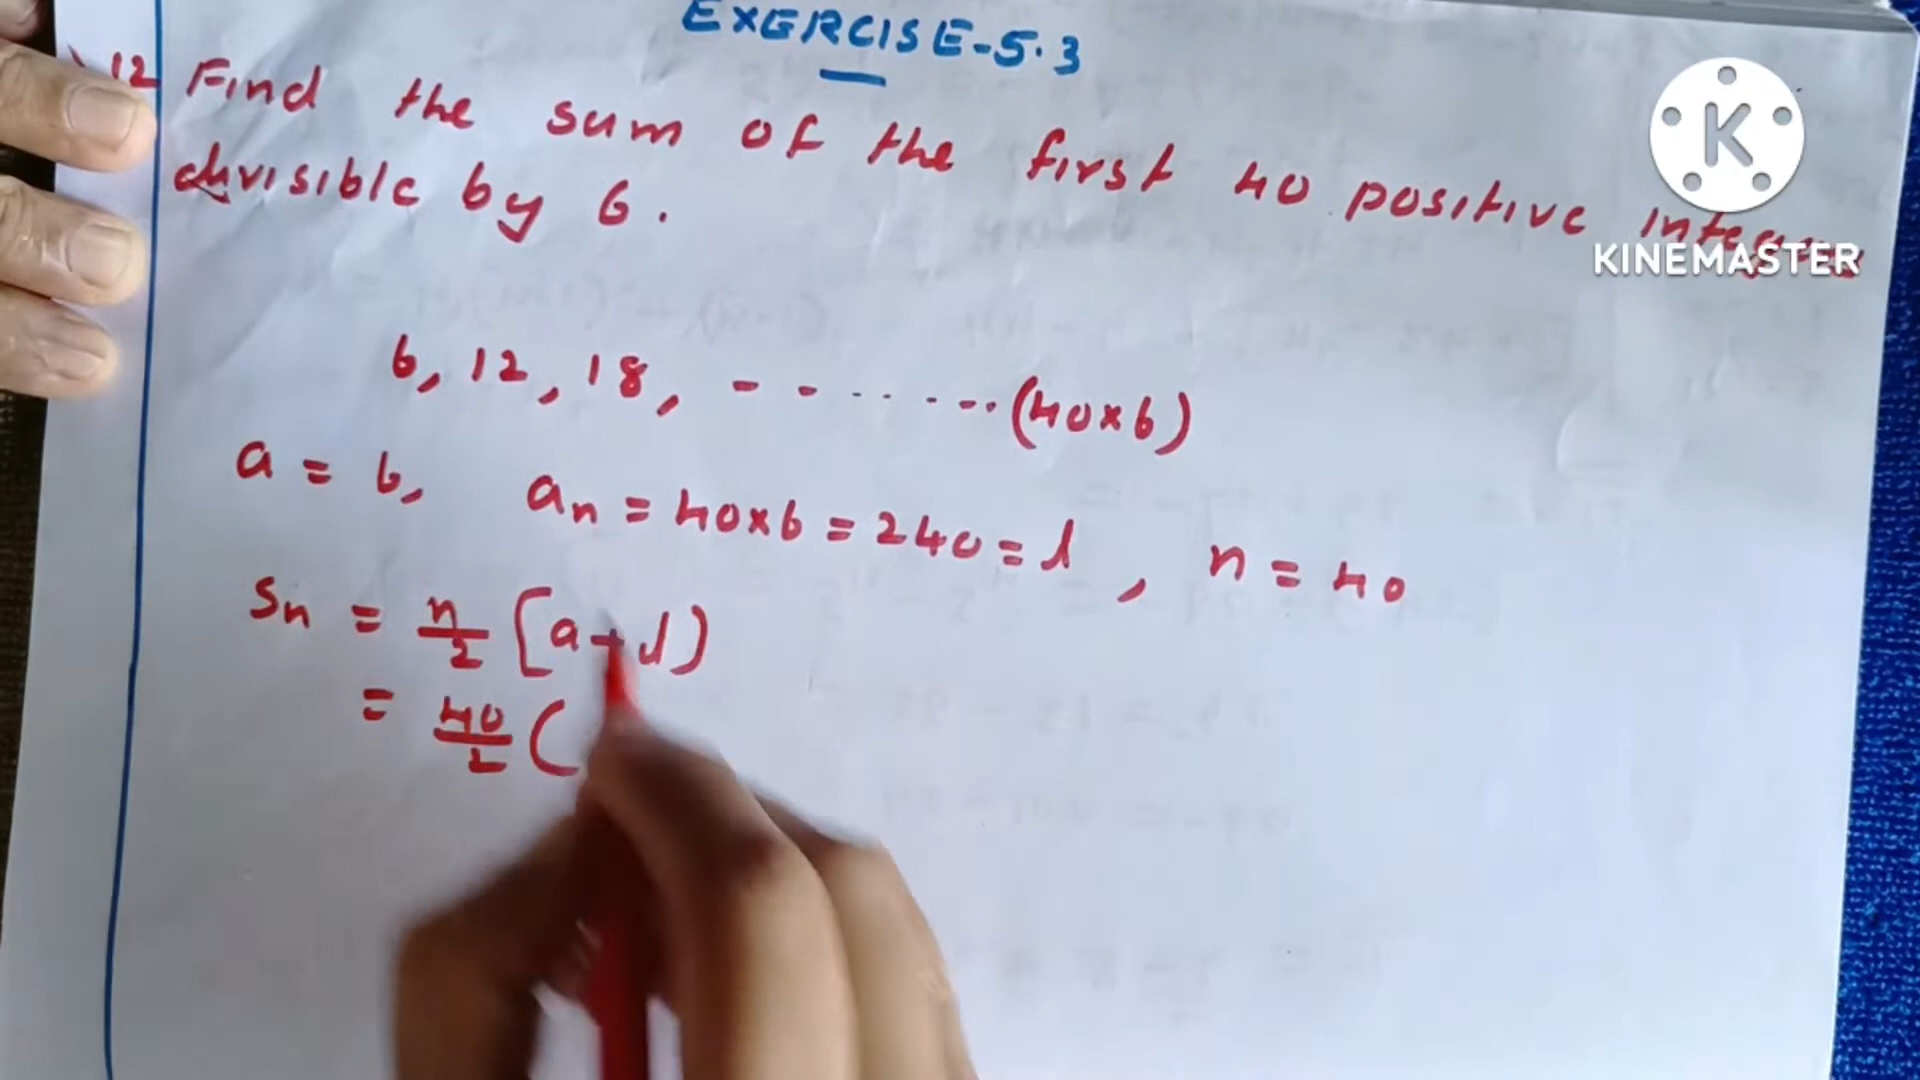 EXERCISE-5.3
12 Find the sum of the first 40 positive integers
divisible by 6.
K
KINEMASTER
6, 12, 18, - - ...... (40×6)
a = 6, an = 40×6 = 240 = l, n = 40
Sn = n/2 [a+l)
= 40/2 (